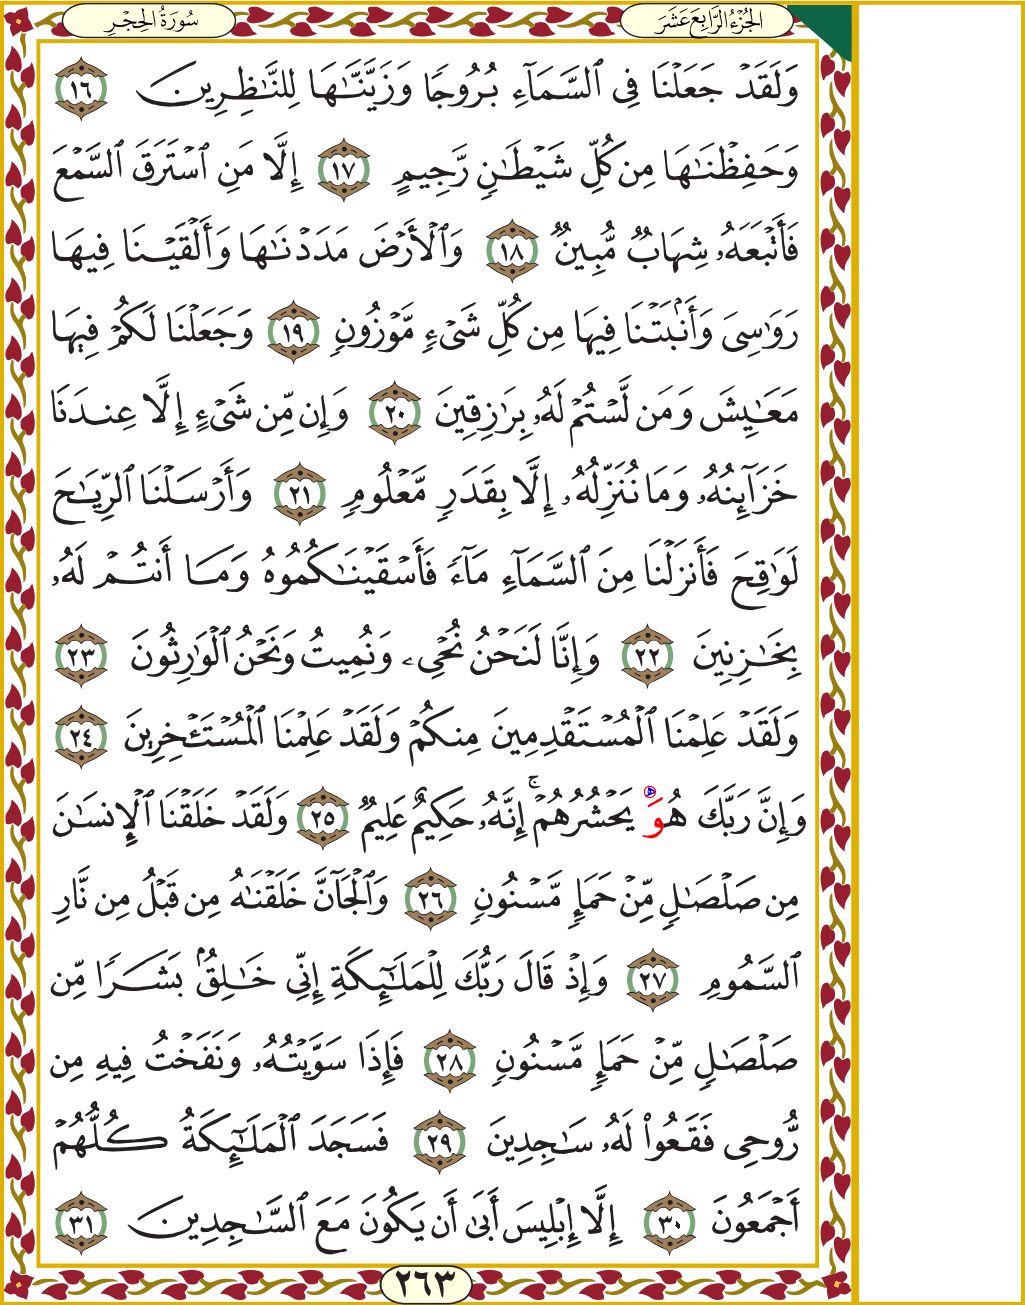 سُورَةُ الحِجْرِ
الجُزْءُ الرَّابِعَ عَشَرَ
وَلَقَدْ جَعَلْنَا فِي ٱلسَّمَآءِ بُرُوجًا وَزَيَّنَّٰهَا لِلنَّٰظِرِينَ ١٦
وَحَفِظْنَٰهَا مِن كُلِّ شَيْطَٰنٍ رَّجِيمٍ ١٧ إِلَّا مَنِ ٱسْتَرَقَ ٱلسَّمْعَ
فَأَتْبَعَهُۥ شِهَابٌ مُّبِينٌ ١٨ وَٱلْأَرْضَ مَدَدْنَٰهَا وَأَلْقَيْنَا فِيهَا
رَوَٰسِىَ وَأَنۢبَتْنَا فِيهَا مِن كُلِّ شَىْءٍ مَّوْزُونٍ ١٩ وَجَعَلْنَا لَكُمْ فِيهَا
مَعَٰيِشَ وَمَن لَّسْتُمْ لَهُۥ بِرَٰزِقِينَ ٢٠ وَإِن مِّن شَىْءٍ إِلَّا عِندَنَا
خَزَآئِنُهُۥ وَمَا نُنَزِّلُهُۥٓ إِلَّا بِقَدَرٍ مَّعْلُومٍ ٢١ وَأَرْسَلْنَا ٱلرِّيَٰحَ
لَوَٰقِحَ فَأَنزَلْنَا مِنَ ٱلسَّمَآءِ مَآءً فَأَسْقَيْنَٰكُمُوهُ وَمَآ أَنتُمْ لَهُۥ
بِخَٰزِنِينَ ٢٢ وَإِنَّا لَنَحْنُ نُحْىِۦ وَنُمِيتُ وَنَحْنُ ٱلْوَٰرِثُونَ ٢٣
وَلَقَدْ عَلِمْنَا ٱلْمُسْتَقْدِمِينَ مِنكُمْ وَلَقَدْ عَلِمْنَا ٱلْمُسْتَـْٔخِرِينَ ٢٤
وَإِنَّ رَبَّكَ هُوَ يَحْشُرُهُمْ ۚ إِنَّهُۥ حَكِيمٌ عَلِيمٌ ٢٥ وَلَقَدْ خَلَقْنَا ٱلْإِنسَٰنَ
مِن صَلْصَٰلٍ مِّنْ حَمَإٍ مَّسْنُونٍ ٢٦ وَٱلْجَآنَّ خَلَقْنَٰهُ مِن قَبْلُ مِن نَّارِ
ٱلسَّمُومِ ٢٧ وَإِذْ قَالَ رَبُّكَ لِلْمَلَٰٓئِكَةِ إِنِّى خَٰلِقٌۢ بَشَرًا مِّن
صَلْصَٰلٍ مِّنْ حَمَإٍ مَّسْنُونٍ ٢٨ فَإِذَا سَوَّيْتُهُۥ وَنَفَخْتُ فِيهِ مِن
رُّوحِى فَقَعُوا۟ لَهُۥ سَٰجِدِينَ ٢٩ فَسَجَدَ ٱلْمَلَٰٓئِكَةُ كُلُّهُمْ
أَجْمَعُونَ ٣٠ إِلَّآ إِبْلِيسَ أَبَىٰٓ أَن يَكُونَ مَعَ ٱلسَّٰجِدِينَ ٣١
٢٦٣